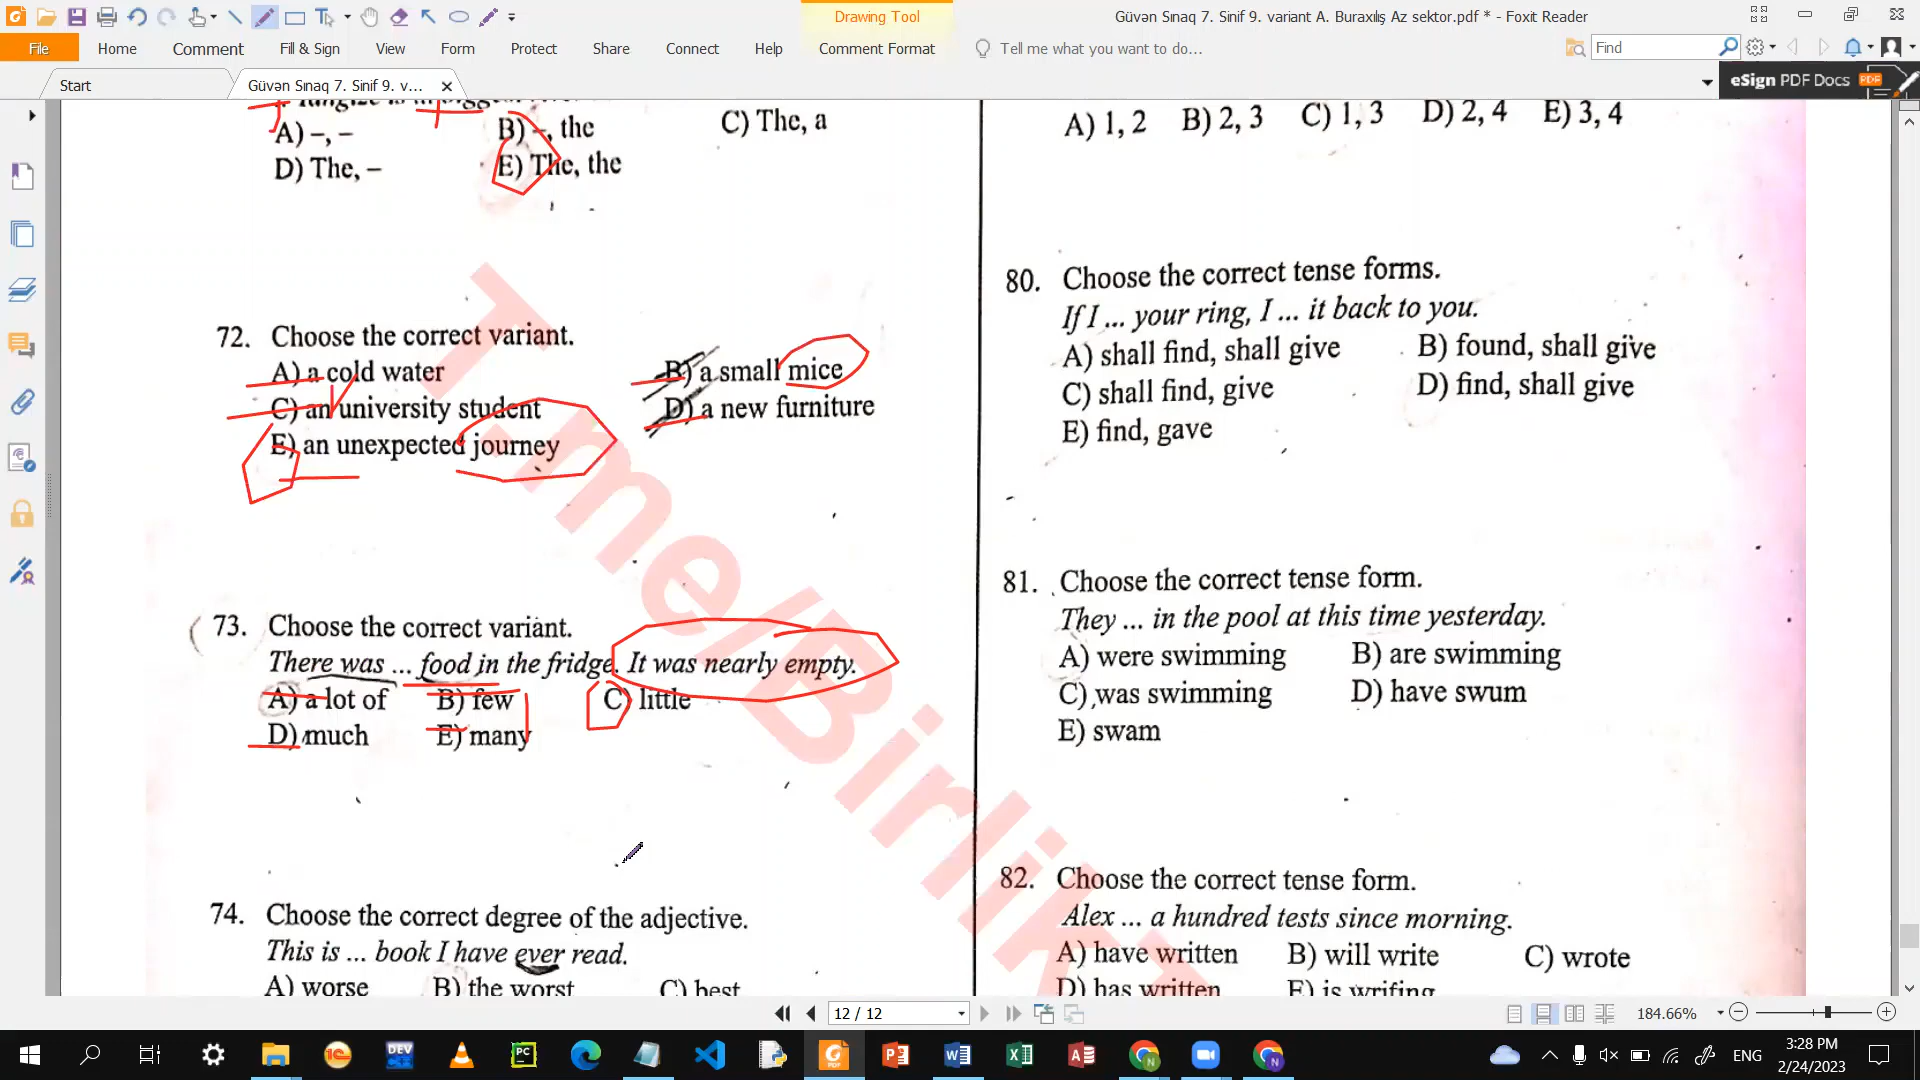 Drawing Tool
Güvən Sınaq 7. Sinif 9. variant A. Buraxılış Az sektor.pdf * - Foxit Reader
File
Home
Comment
Fill & Sign
View
Form
Protect
Share
Connect
Help
Comment Format
Tell me what you want to do...
Find
Start
Güvən Sınaq 7. Sinif 9. v...
eSign PDF Docs
A) –, –
B) –, the
C) The, a
D) The, –
E) The, the
72. Choose the correct variant.
A) a cold water
B) a small mice
C) an university student
D) a new furniture
E) an unexpected journey
73. Choose the correct variant.
There was ... food in the fridge. It was nearly empty.
A) a lot of
B) few
C) little
D) much
E) many
74. Choose the correct degree of the adjective.
This is ... book I have ever read.
A) worse
B) the worst
C) best
A) 1, 2 B) 2, 3 C) 1, 3 D) 2, 4 E) 3, 4
80. Choose the correct tense forms.
If I ... your ring, I ... it back to you.
A) shall find, shall give
B) found, shall give
C) shall find, give
D) find, shall give
E) find, gave
81. Choose the correct tense form.
They ... in the pool at this time yesterday.
A) were swimming
B) are swimming
C) was swimming
D) have swum
E) swam
82. Choose the correct tense form.
Alex ... a hundred tests since morning.
A) have written
B) will write
C) wrote
D) has written
E) is writing
T.me/Birlik
12 / 12
184.66%
ENG
3:28 PM
2/24/2023